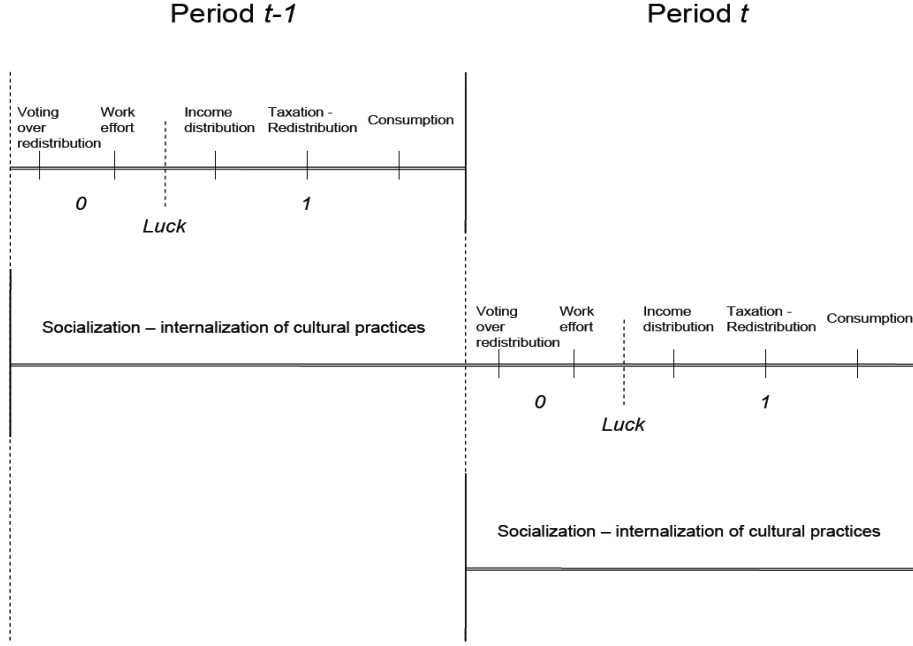 Period t-1
Period t
Voting
over
redistribution
Work
effort
Income
distribution
Taxation -
Redistribution
Consumption
0
1
Luck
Socialization – internalization of cultural practices
Voting
over
redistribution
Work
effort
Income
distribution
Taxation -
Redistribution
Consumption
0
1
Luck
Socialization – internalization of cultural practices